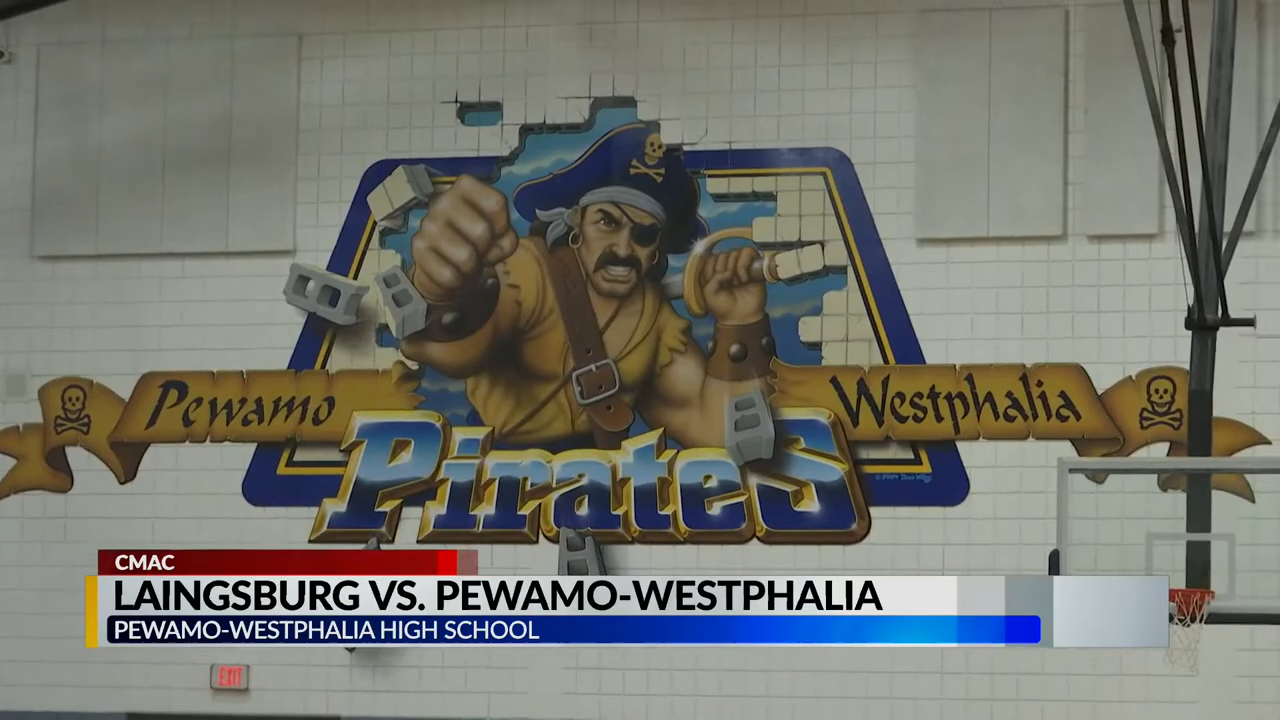 Pewamo
Westphalia
Pirates
CMAC
LAINGSBURG VS. PEWAMO-WESTPHALIA
PEWAMO-WESTPHALIA HIGH SCHOOL
EXIT